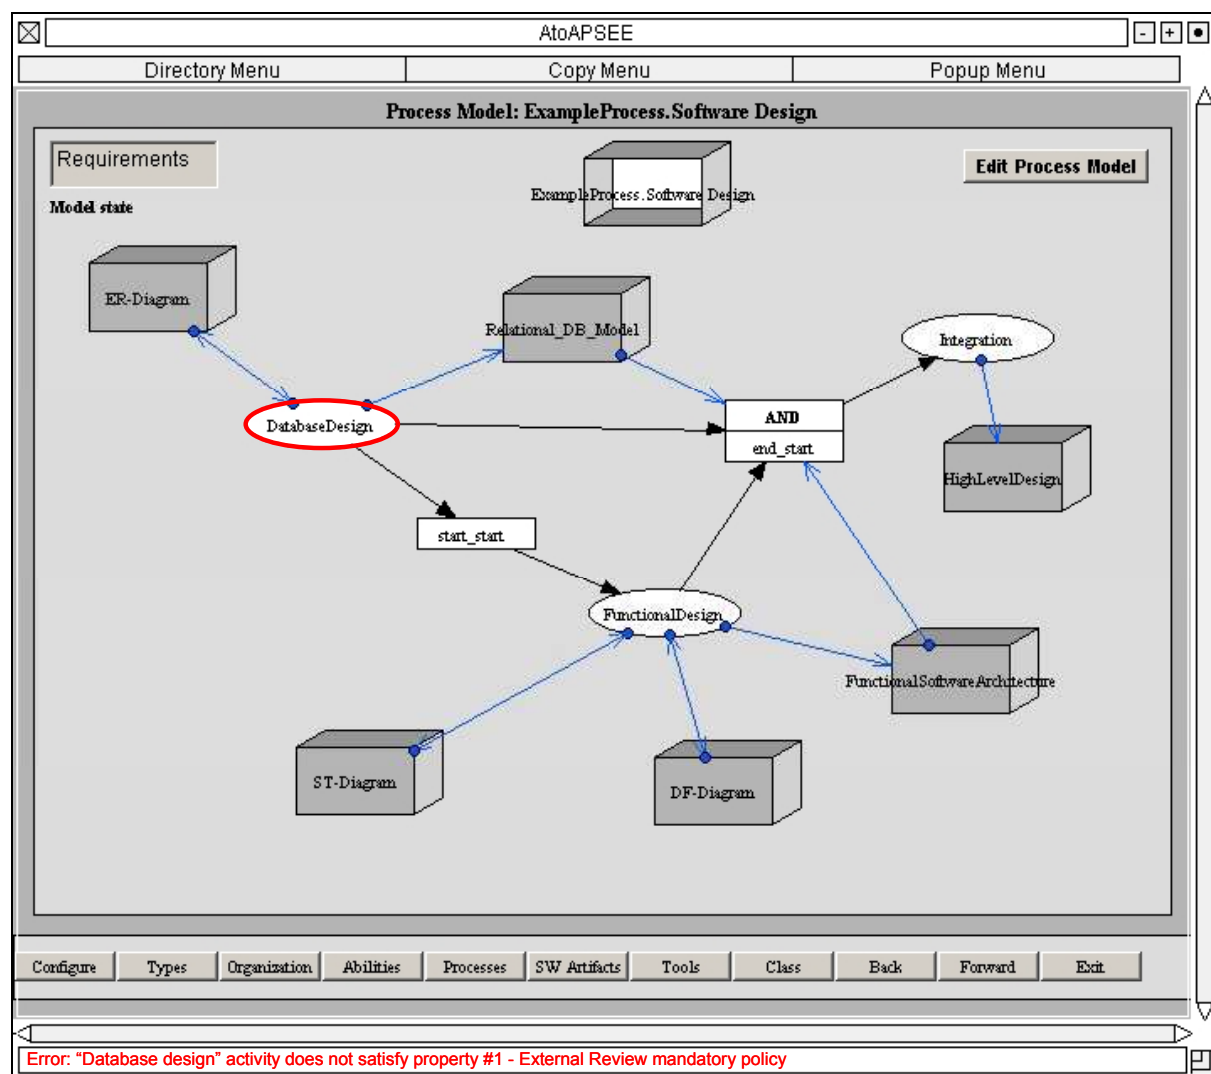 AtoAPSEE
- +
Directory Menu Copy Menu Popup Menu
Process Model: ExampleProcess.Software Design
Requirements
Edit Process Model
ExampleProcess.Software Design
Model state
ER-Diagram
Relational_DB_Model
Integration
DatabaseDesign
AND
end_start
HighLevelDesign
start_start
FunctionalDesign
FunctionalSoftwareArchitecture
ST-Diagram
DF-Diagram
Configure Types Organization Abilities Processes SW Artifacts Tools Class Back Forward Exit
Error: “Database design” activity does not satisfy property #1 - External Review mandatory policy